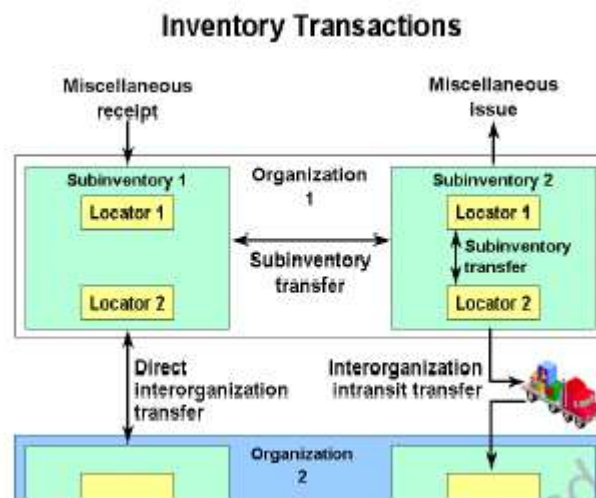 Inventory Transactions
Miscellaneous
receipt
Miscellaneous
issue
Subinventory 1
Organization
1
Subinventory 2
Locator 1
Locator 1
Subinventory
transfer
Subinventory
transfer
Locator 2
Locator 2
Direct
interorganization
transfer
Interorganization
intransit transfer
Organization
2